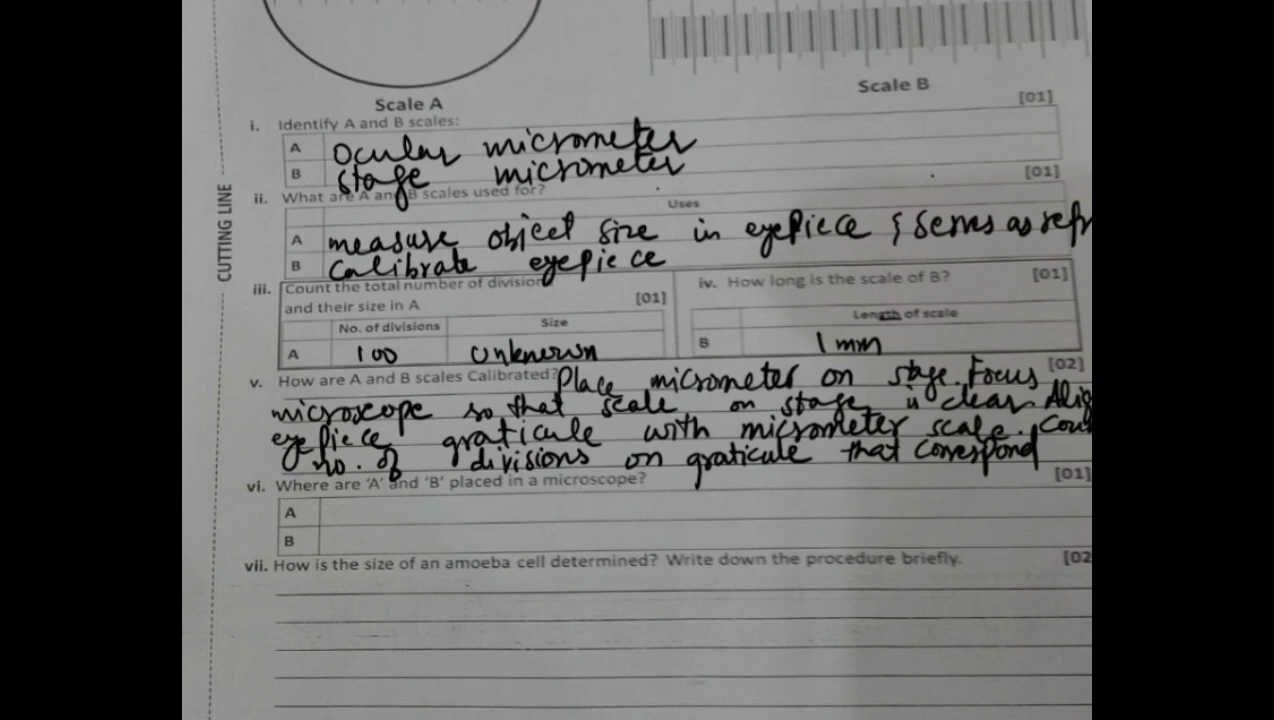 Scale A
Scale B
i. Identify A and B scales: [01]
A ocular micrometer
B stage micrometer
ii. What are A and B scales used for? [01]
Uses
A measure object size in eyepiece & serves as refr
B Calibrate eyepiece
iii. Count the total number of division
and their size in A [01]
No. of divisions Size
A 100 unknown
iv. How long is the scale of B? [01]
Length of scale
B 1 mm
v. How are A and B scales Calibrated? Place micrometer on stage. Focus [02]
microscope so that scale on stage is clear. Alig
eyepiece graticule with micrometer scale. Cou
no. of divisions on graticule that correspond
vi. Where are ‘A’ and ‘B’ placed in a microscope? [01]
A
B
vii. How is the size of an amoeba cell determined? Write down the procedure briefly. [02
CUTTING LINE